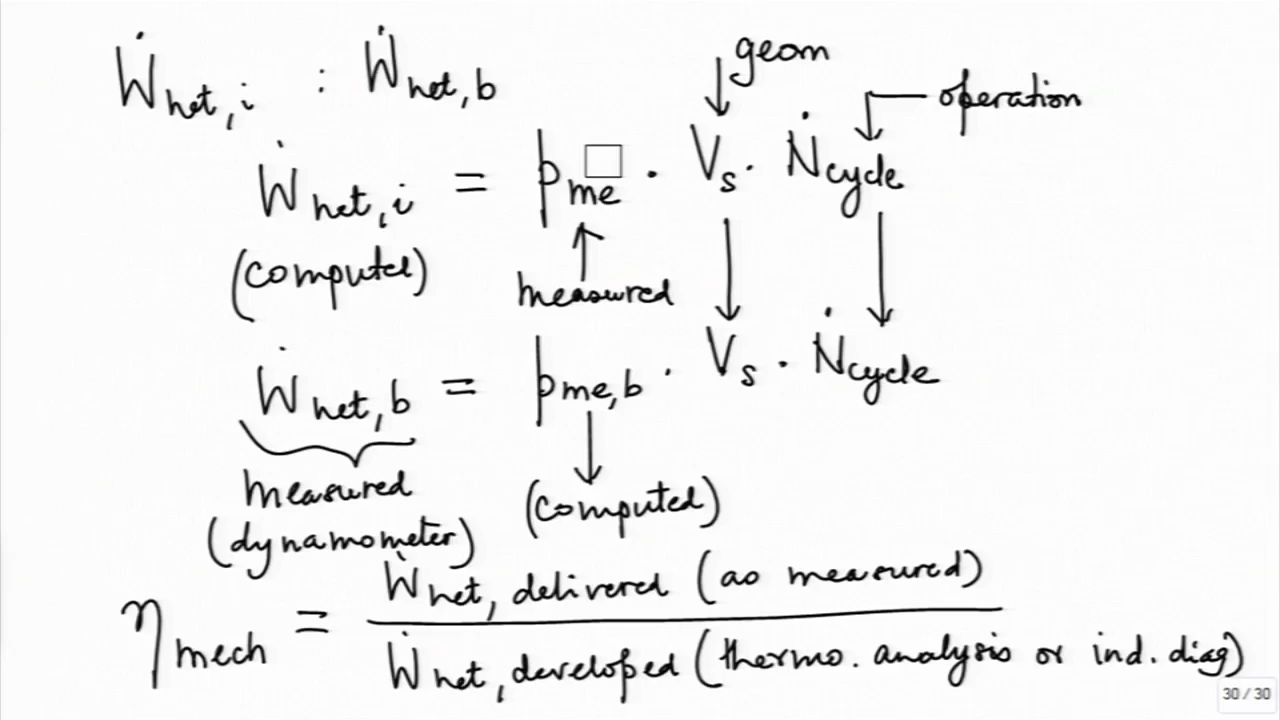 Ẇnet,i : Ẇnet,b
geom
operation
Ẇnet,i = pme · Vs · Ṅcycle
(computed)
measured
Ẇnet,b = pme,b · Vs · Ṅcycle
measured
(dynamometer)
(computed)
ηmech = Ẇnet, delivered (as measured)
Ẇnet, developed (thermo. analysis or ind. diag)
30 / 30